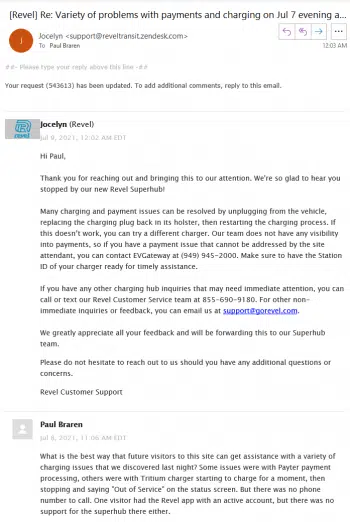 [Revel] Re: Variety of problems with payments and charging on Jul 7 evening a...
J
Jocelyn <support@reveltransit.zendesk.com>
To Paul Braren
12:03 AM
##- Please type your reply above this line -##
Your request (543613) has been updated. To add additional comments, reply to this email.
revel
Jocelyn (Revel)
Jul 9, 2021, 12:02 AM EDT
Hi Paul,
Thank you for reaching out and bringing this to our attention. We're so glad to hear you
stopped by our new Revel Superhub!
Many charging and payment issues can be resolved by unplugging from the vehicle,
replacing the charging plug back in its holster, then restarting the charging process. If
this doesn't work, you can try a different charger. Our team does not have any visibility
into payments, so if you have a payment issue that cannot be addressed by the site
attendant, you can contact EVGateway at (949) 945-2000. Make sure to have the Station
ID of your charger ready for timely assistance.
If you have any other charging hub inquiries that may need immediate attention, you can
call or text our Revel Customer Service team at 855-690-9180. For other non-
immediate inquiries or feedback, you can email us at support@gorevel.com.
We greatly appreciate all your feedback and will be forwarding this to our Superhub
team.
Please do not hesitate to reach out to us should you have any additional questions or
concerns.
Revel Customer Support
Paul Braren
Jul 8, 2021, 11:06 AM EDT
What is the best way that future visitors to this site can get assistance with a variety of
charging issues that we discovered last night? Some issues were with Payter payment
processing, others were with Tritium charger starting to charge for a moment, then
stopping and saying "Out of Service" on the status screen. But there was no phone
number to call. One visitor had the Revel app with an active account, but there was no
support for the superhub there either.